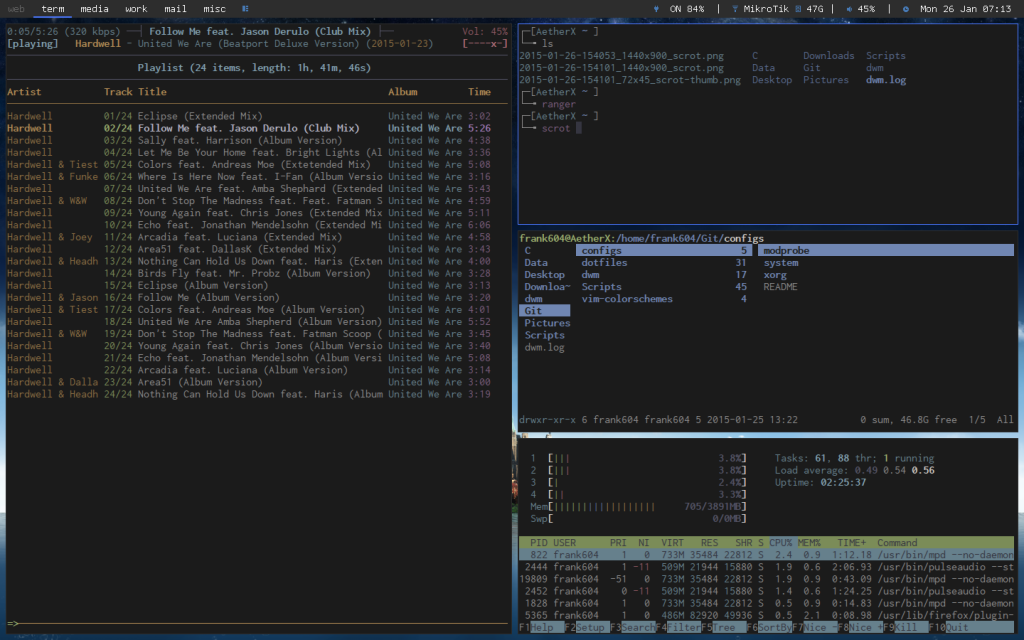 web term media work mail misc ON 84% | MikroTik 47G | 45% | Mon 26 Jan 07:13
0:05/5:26 (320 kbps) Follow Me feat. Jason Derulo (Club Mix) Vol: 45%
[playing] Hardwell - United We Are (Beatport Deluxe Version) (2015-01-23) [----x-]
Playlist (24 items, length: 1h, 41m, 46s)
Artist Track Title Album Time
Hardwell 01/24 Eclipse (Extended Mix) United We Are 3:02
Hardwell 02/24 Follow Me feat. Jason Derulo (Club Mix) United We Are 5:26
Hardwell 03/24 Sally feat. Harrison (Album Version) United We Are 4:38
Hardwell 04/24 Let Me Be Your Home feat. Bright Lights (Al United We Are 3:36
Hardwell & Tiest 05/24 Colors feat. Andreas Moe (Extetended Mix) United We Are 5:08
Hardwell & Funke 06/24 Where Is Here Now feat. I-Fan (Album Versio United We Are 3:16
Hardwell 07/24 United We Are feat. Amba Shephard (Extended United We Are 5:43
Hardwell & W&W 08/24 Don't Stop The Madness feat. Feat. Fatman S United We Are 4:59
Hardwell 09/24 Young Again feat. Chris Jones (Extended Mix United We Are 5:11
Hardwell 10/24 Echo feat. Jonathan Mendelsohn (Extended Mi United We Are 6:06
Hardwell & Joey 11/24 Arcadia feat. Luciana (Extended Mix) United We Are 4:58
Hardwell 12/24 Area51 feat. DallasK (Extended Mix) United We Are 3:43
Hardwell & Headh 13/24 Nothing Can Hold Us Down feat. Haris (Exten United We Are 4:00
Hardwell 14/24 Birds Fly feat. Mr. Probz (Album Version) United We Are 3:28
Hardwell 15/24 Eclipse (Album Version) United We Are 3:13
Hardwell & Jason 16/24 Follow Me (Album Version) United We Are 3:20
Hardwell & Tiest 17/24 Colors feat. Andreas Moe (Album Version) United We Are 4:01
Hardwell 18/24 United We Are Amba Shephard (Album Version) United We Are 5:52
Hardwell & W&W 19/24 Don't Stop The Madness feat. Fatman Scoop ( United We Are 3:45
Hardwell 20/24 Young Again feat. Chris Jones (Album Versio United We Are 3:40
Hardwell 21/24 Echo feat. Jonathan Mendelsohn (Album Versi United We Are 5:08
Hardwell 22/24 Arcadia feat. Luciana (Album Version) United We Are 3:14
Hardwell & Dalla 23/24 Area51 (Album Version) United We Are 3:00
Hardwell & Headh 24/24 Nothing Can Hold Us Down feat. Haris (Album United We Are 3:19
=>
[AetherX ~ ]
ls
2015-01-26-154053_1440x900_scrot.png C Downloads Scripts
2015-01-26-154101_1440x900_scrot.png Data Git dwm
2015-01-26-154101_72x45_scrot-thumb.png Desktop Pictures dwm.log
[AetherX ~ ]
ranger
[AetherX ~ ]
scrot
frank604@AetherX:/home/frank604/Git/configs
C configs 5 modprobe
Data dotfiles 31 system
Desktop dwm 17 xorg
Downloa~ Scripts 45 README
dwm vim-colorschemes 4
Git
Pictures
Scripts
dwm.log
drwxr-xr-x 6 frank604 frank604 5 2015-01-25 13:22 0 sum, 46.8G free 1/5 All
1 [||| 3.8%] Tasks: 61, 88 thr; 1 running
2 [||| 3.8%] Load average: 0.49 0.54 0.56
3 [| 2.4%] Uptime: 02:25:37
4 [|| 3.3%]
Mem[|||||||||||||||||| 705/3891MB]
Swp[ 0/0MB]
PID USER PRI NI VIRT RES SHR S CPU% MEM% TIME+ Command
822 frank604 1 0 733M 35484 22812 S 2.4 0.9 1:12.18 /usr/bin/mpd --no-daemon
2444 frank604 1 -11 509M 21944 15880 S 1.9 0.6 2:06.93 /usr/bin/pulseaudio --st
19809 frank604 -51 0 733M 35484 22812 S 1.9 0.9 0:43.09 /usr/bin/mpd --no-daemon
2452 frank604 0 -11 509M 21944 15880 S 1.4 0.6 1:24.25 /usr/bin/pulseaudio --st
1828 frank604 1 0 733M 35484 22812 S 0.5 0.9 0:14.83 /usr/bin/mpd --no-daemon
5365 frank604 1 0 486M 82920 49936 S 0.5 2.1 0:08.98 /usr/lib/firefox/plugin-
F1Help F2Setup F3SearchF4FilterF5Tree F6SortByF7Nice -F8Nice +F9Kill F10Quit